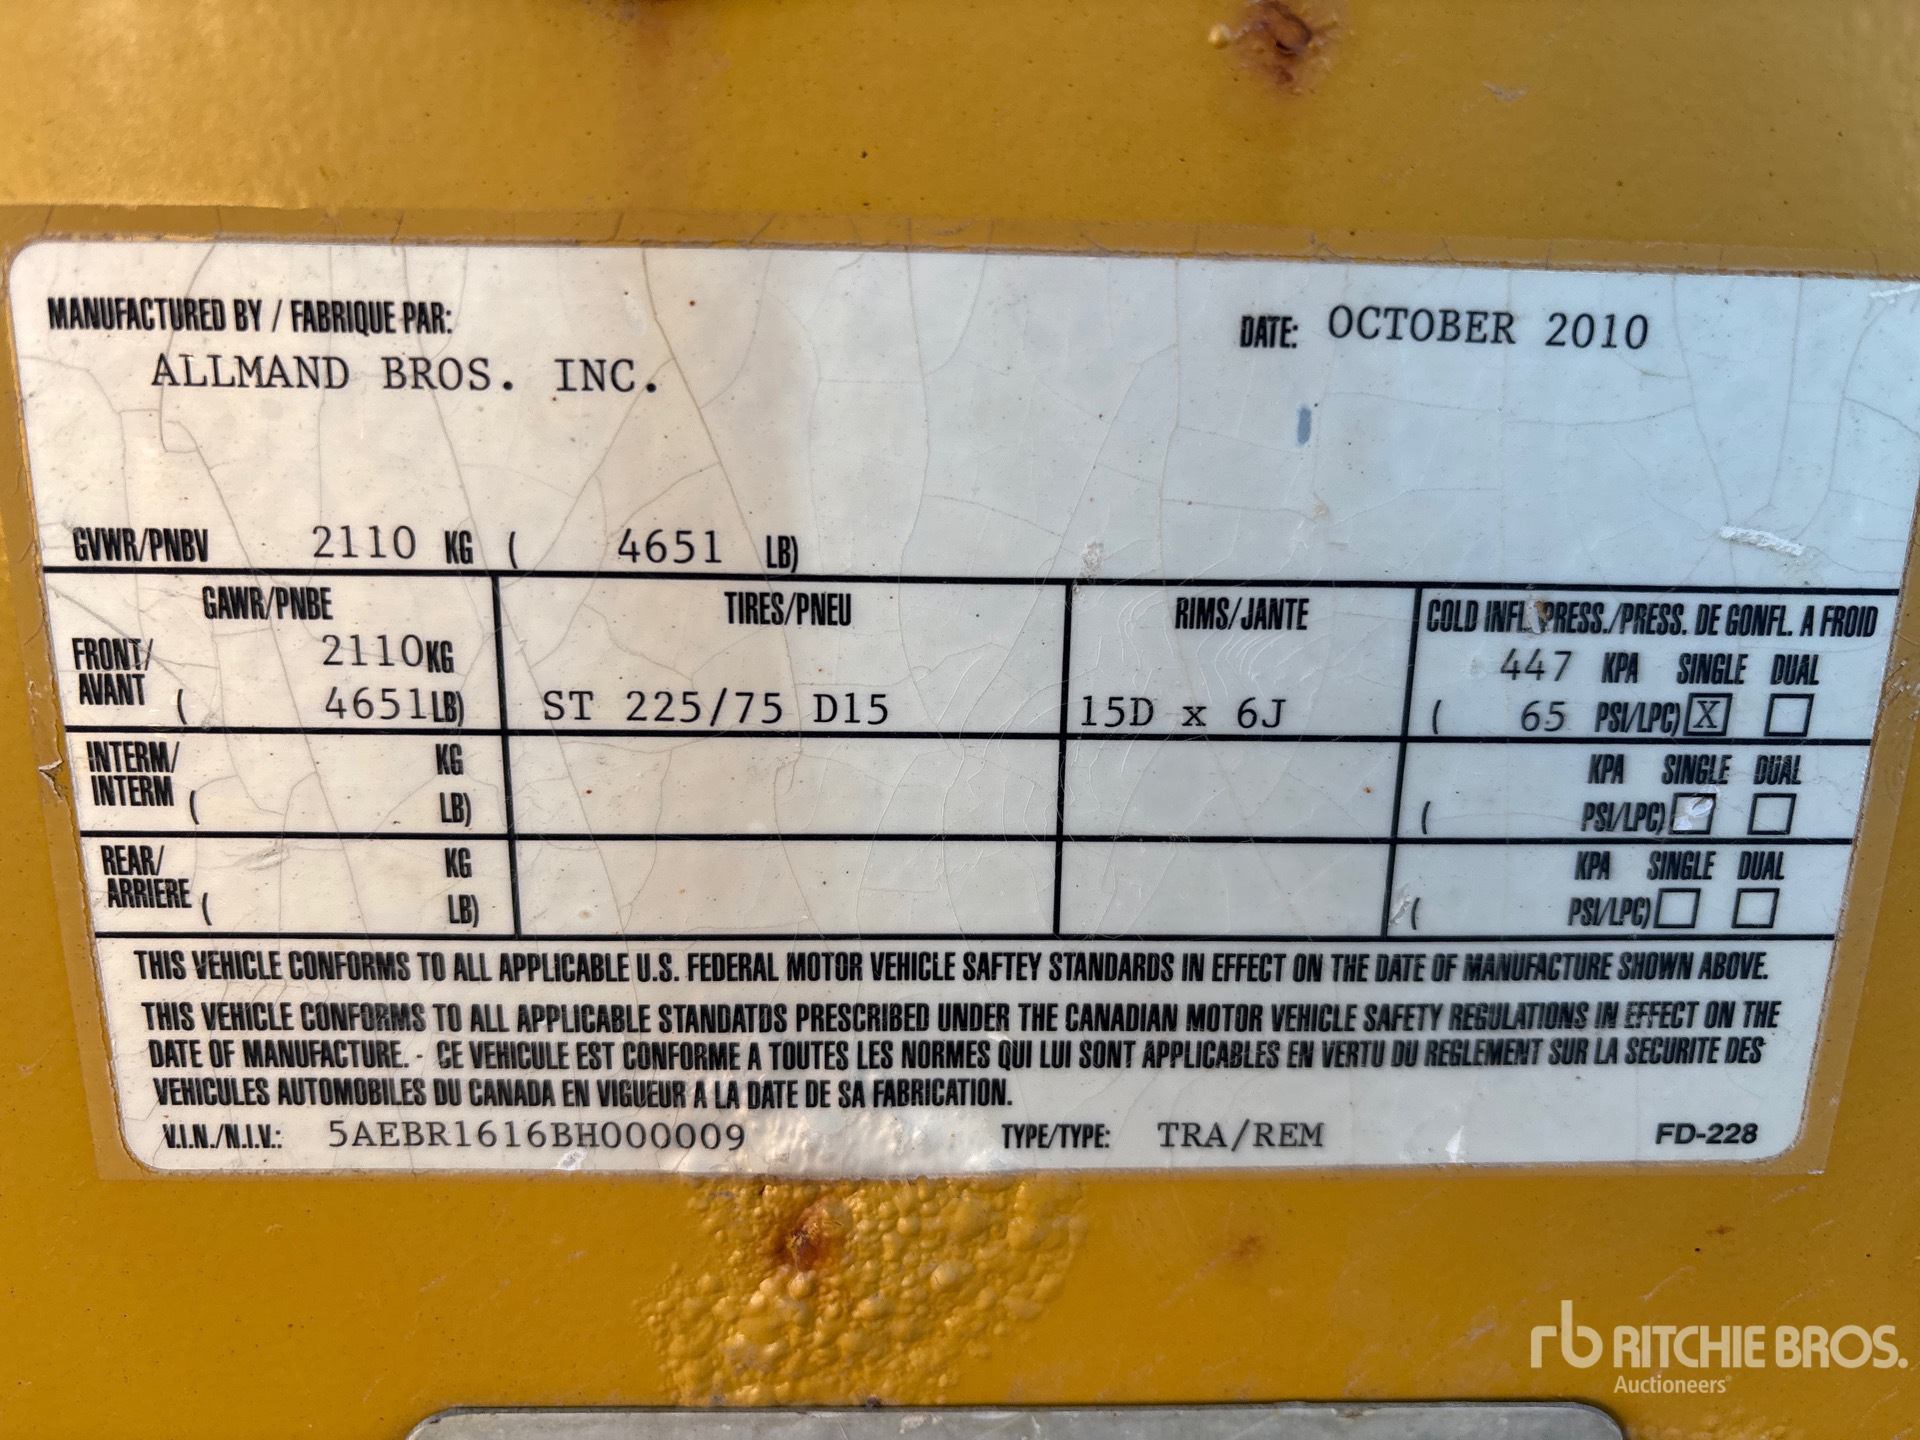 MANUFACTURED BY / FABRIQUE PAR:
ALLMAND BROS. INC.
DATE: OCTOBER 2010
GVWR/PNBV 2110 KG ( 4651 LB)
GAWR/PNBE TIRES/PNEU RIMS/JANTE COLD INFL. PRESS./PRESS. DE GONFL. A FROID
FRONT/ 2110KG 447 KPA SINGLE DUAL
AVANT ( 4651LB) ST 225/75 D15 15D x 6J ( 65 PSI/LPC) X
INTERM/ KG KPA SINGLE DUAL
INTERM ( LB) ( PSI/LPC)
REAR/ KG KPA SINGLE DUAL
ARRIERE ( LB) ( PSI/LPC)
THIS VEHICLE CONFORMS TO ALL APPLICABLE U.S. FEDERAL MOTOR VEHICLE SAFTEY STANDARDS IN EFFECT ON THE DATE OF MANUFACTURE SHOWN ABOVE.
THIS VEHICLE CONFORMS TO ALL APPLICABLE STANDATDS PRESCRIBED UNDER THE CANADIAN MOTOR VEHICLE SAFETY REGULATIONS IN EFFECT ON THE
DATE OF MANUFACTURE. - CE VEHICULE EST CONFORME A TOUTES LES NORMES QUI LUI SONT APPLICABLES EN VERTU DU REGLEMENT SUR LA SECURITE DES
VEHICULES AUTOMOBILES DU CANADA EN VIGUEUR A LA DATE DE SA FABRICATION.
V.I.N./N.I.V.: 5AEBR1616BH000009 TYPE/TYPE: TRA/REM FD-228
rb RITCHIE BROS.
Auctioneers